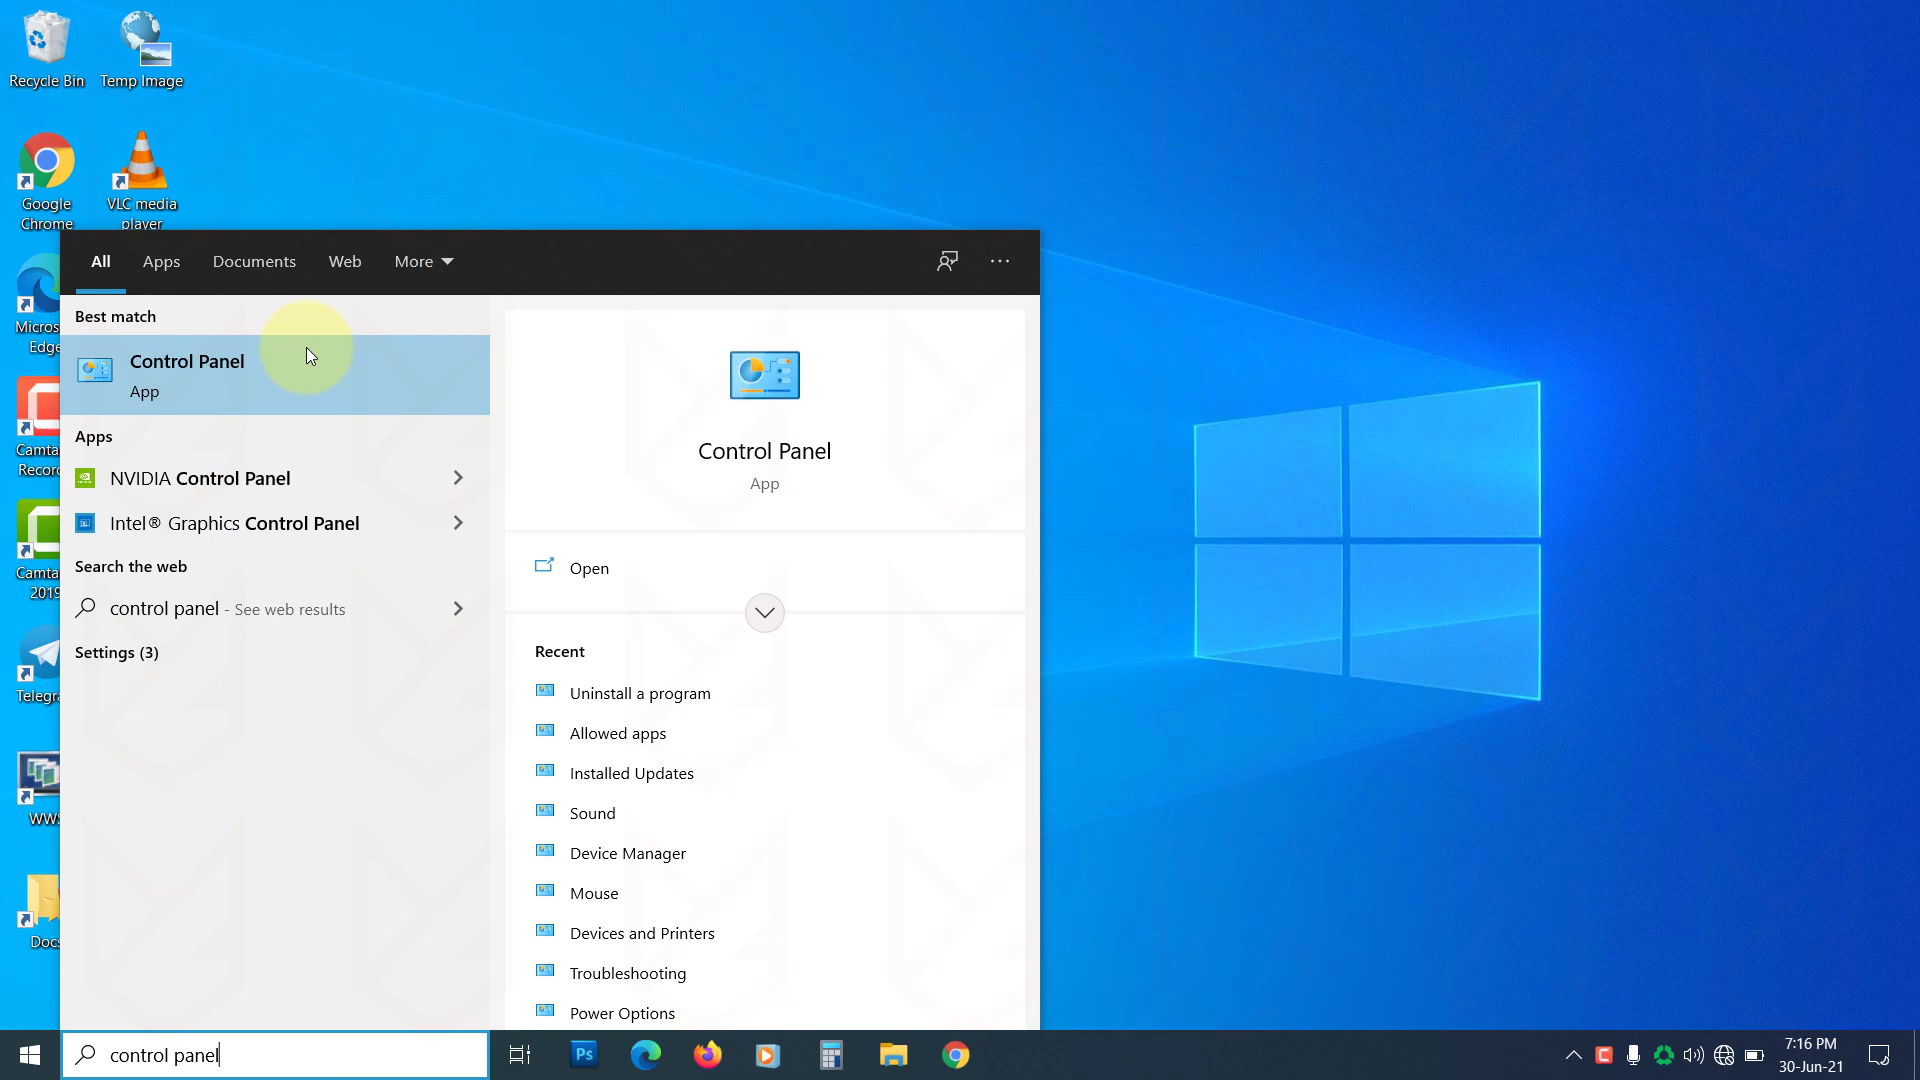 Recycle Bin
Temp Image
Google
Chrome
VLC media
player
Micros
Edge
Camta
Recor
Camta
2019
Telegra
WW
Docs
All
Apps
Documents
Web
More
Best match
Control Panel
App
Apps
NVIDIA Control Panel
Intel® Graphics Control Panel
Search the web
control panel - See web results
Settings (3)
Control Panel
App
Open
Recent
Uninstall a program
Allowed apps
Installed Updates
Sound
Device Manager
Mouse
Devices and Printers
Troubleshooting
Power Options
control panel
Ps
7:16 PM
30-Jun-21